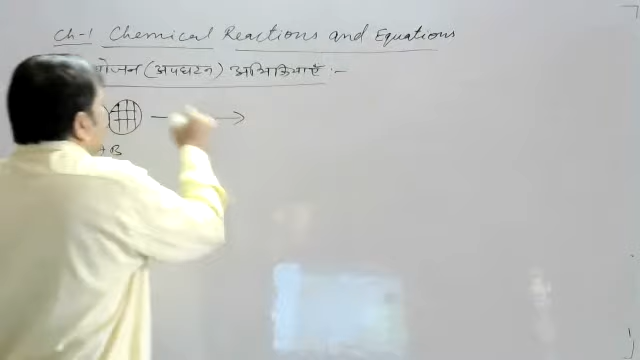 Ch-1 Chemical Reactions and Equations
योजन (अपघटन) अभिक्रियाएँ :-
+ B